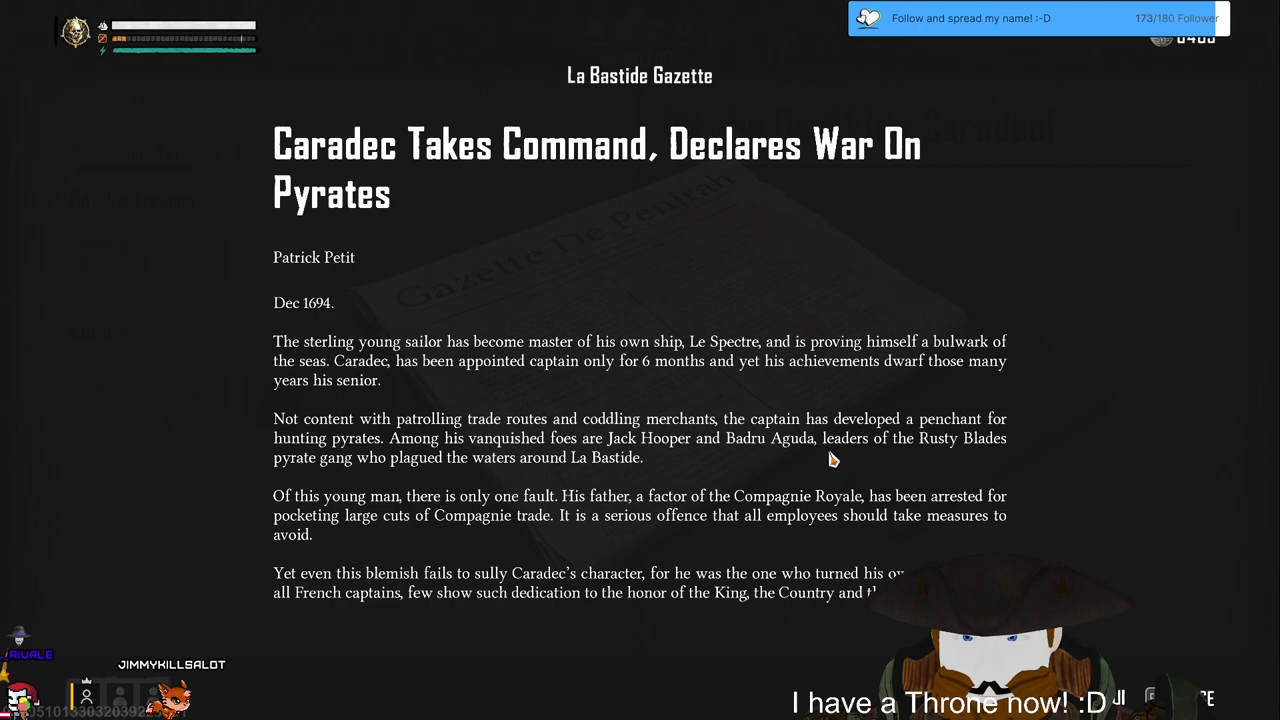 Follow and spread my name! :-D 173/180 Follower
La Bastide Gazette
Caradec Takes Command, Declares War On
Pyrates
Gazette De Penjrah
Patrick Petit
Dec 1694.
The sterling young sailor has become master of his own ship, Le Spectre, and is proving himself a bulwark of
the seas. Caradec, has been appointed captain only for 6 months and yet his achievements dwarf those many
years his senior.
Not content with patrolling trade routes and coddling merchants, the captain has developed a penchant for
hunting pyrates. Among his vanquished foes are Jack Hooper and Badru Aguda, leaders of the Rusty Blades
pyrate gang who plagued the waters around La Bastide.
Of this young man, there is only one fault. His father, a factor of the Compagnie Royale, has been arrested for
pocketing large cuts of Compagnie trade. It is a serious offence that all employees should take measures to
avoid.
Yet even this blemish fails to sully Caradec's character, for he was the one who turned his
all French captains, few show such dedication to the honor of the King, the Country and
JIMMYKILLSALOT
I have a Throne now! :D